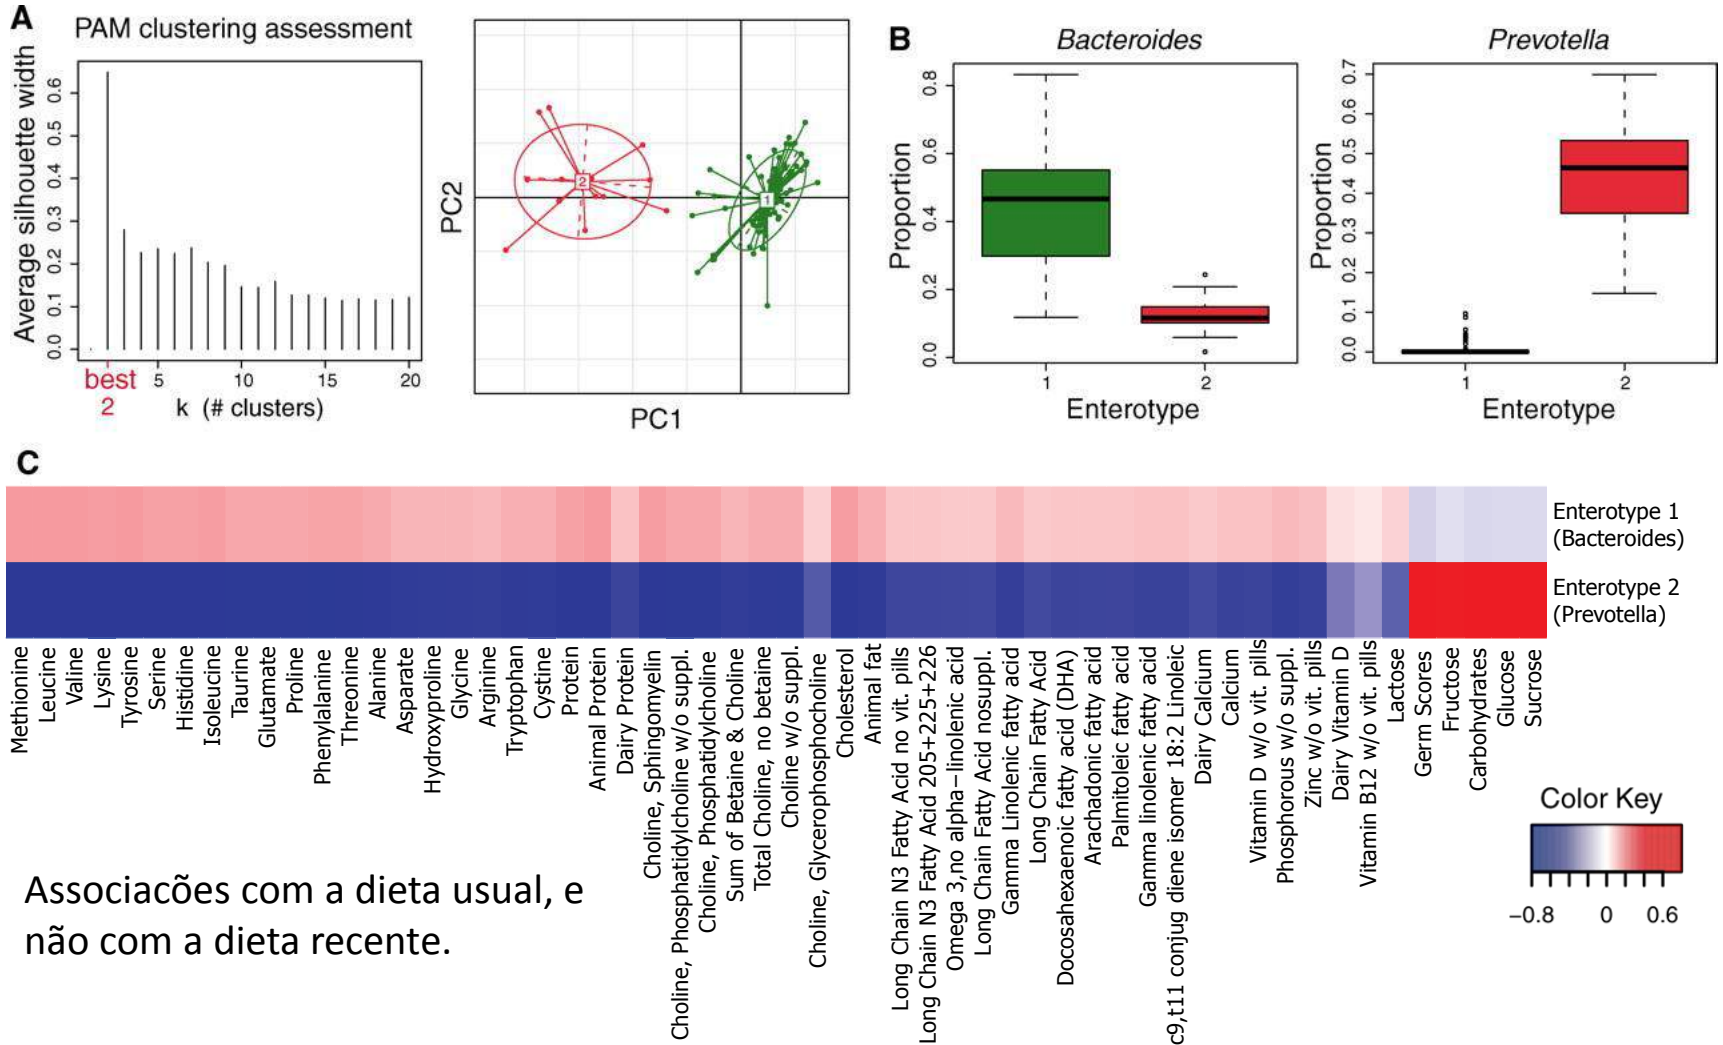 A
PAM clustering assessment
Average silhouette width
0.0 0.1 0.2 0.3 0.4 0.5 0.6
best 5 10 15 20
2
k (# clusters)
PC2
2
1
PC1
B
Bacteroides
Proportion
0.0 0.2 0.4 0.6 0.8
1 2
Enterotype
Prevotella
Proportion
0.0 0.1 0.2 0.3 0.4 0.5 0.6 0.7
1 2
Enterotype
C
Enterotype 1
(Bacteroides)
Enterotype 2
(Prevotella)
Methionine
Leucine
Valine
Lysine
Tyrosine
Serine
Histidine
Isoleucine
Taurine
Glutamate
Proline
Phenylalanine
Threonine
Alanine
Asparate
Hydroxyproline
Glycine
Arginine
Tryptophan
Cystine
Protein
Animal Protein
Dairy Protein
Choline, Sphingomyelin
Choline, Phosphatidylcholine w/o suppl.
Choline, Phosphatidylcholine
Sum of Betaine & Choline
Total Choline, no betaine
Choline w/o suppl.
Choline, Glycerophosphocholine
Cholesterol
Animal fat
Long Chain N3 Fatty Acid no vit. pills
Long Chain N3 Fatty Acid 205+225+226
Omega 3,no alpha−linolenic acid
Long Chain Fatty Acid nosuppl.
Gamma Linolenic fatty acid
Long Chain Fatty Acid
Docosahexaenoic fatty acid (DHA)
Arachadonic fatty acid
Palmitoleic fatty acid
Gamma linolenic fatty acid
c9,t11 conjug diene isomer 18:2 Linoleic
Dairy Calcium
Calcium
Vitamin D w/o vit. pills
Phosphorous w/o suppl.
Zinc w/o vit. pills
Dairy Vitamin D
Vitamin B12 w/o vit. pills
Lactose
Germ Scores
Fructose
Carbohydrates
Glucose
Sucrose
Color Key
−0.8 0 0.6
Associacões com a dieta usual, e
não com a dieta recente.